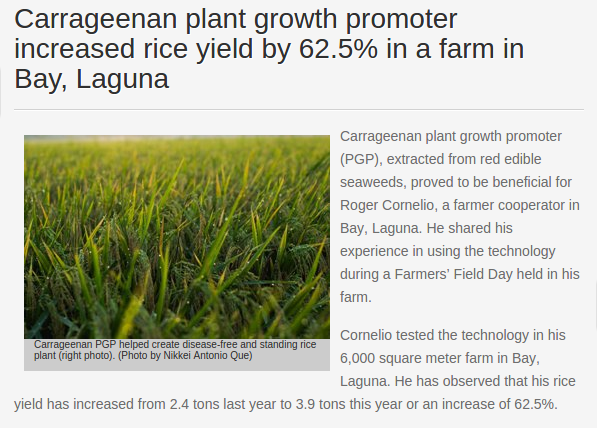 Carrageenan plant growth promoter
increased rice yield by 62.5% in a farm in
Bay, Laguna
Carrageenan PGP helped create disease-free and standing rice
plant (right photo). (Photo by Nikkei Antonio Que)
Carrageenan plant growth promoter
(PGP), extracted from red edible
seaweeds, proved to be beneficial for
Roger Cornelio, a farmer cooperator in
Bay, Laguna. He shared his
experience in using the technology
during a Farmers’ Field Day held in his
farm.
Cornelio tested the technology in his
6,000 square meter farm in Bay,
Laguna. He has observed that his rice
yield has increased from 2.4 tons last year to 3.9 tons this year or an increase of 62.5%.